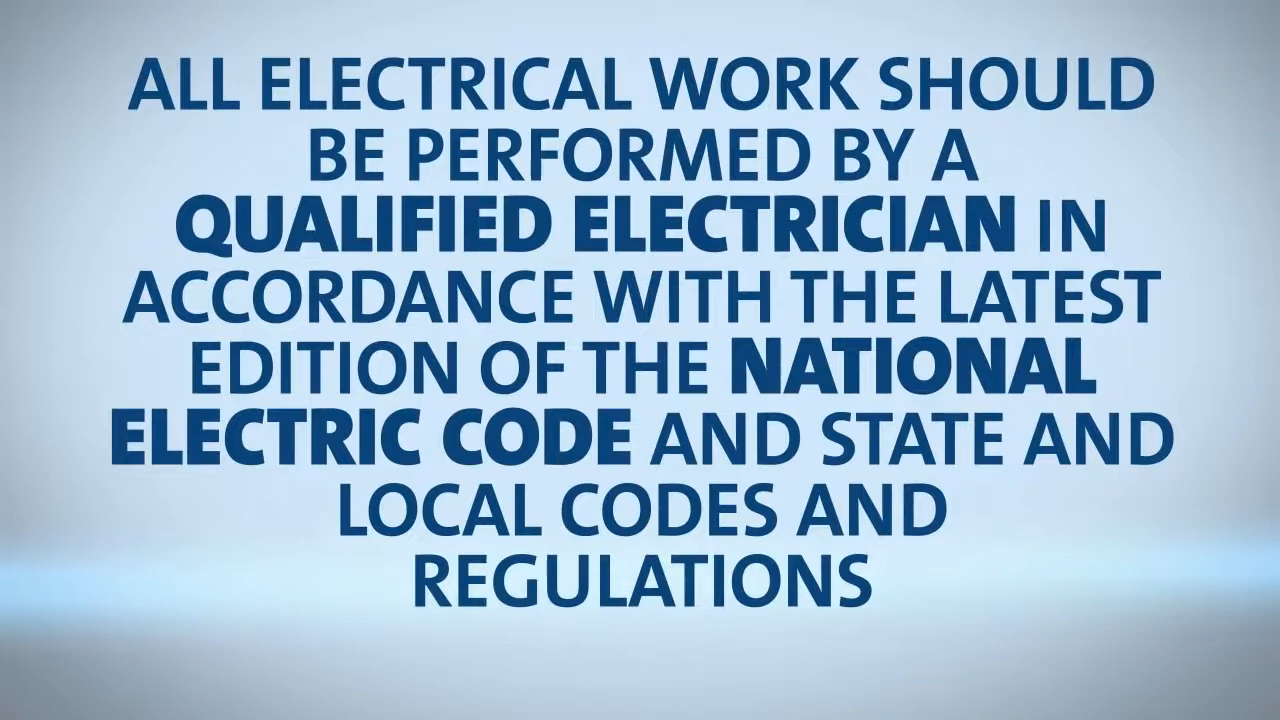 ALL ELECTRICAL WORK SHOULD
BE PERFORMED BY A
QUALIFIED ELECTRICIAN IN
ACCORDANCE WITH THE LATEST
EDITION OF THE NATIONAL
ELECTRIC CODE AND STATE AND
LOCAL CODES AND
REGULATIONS